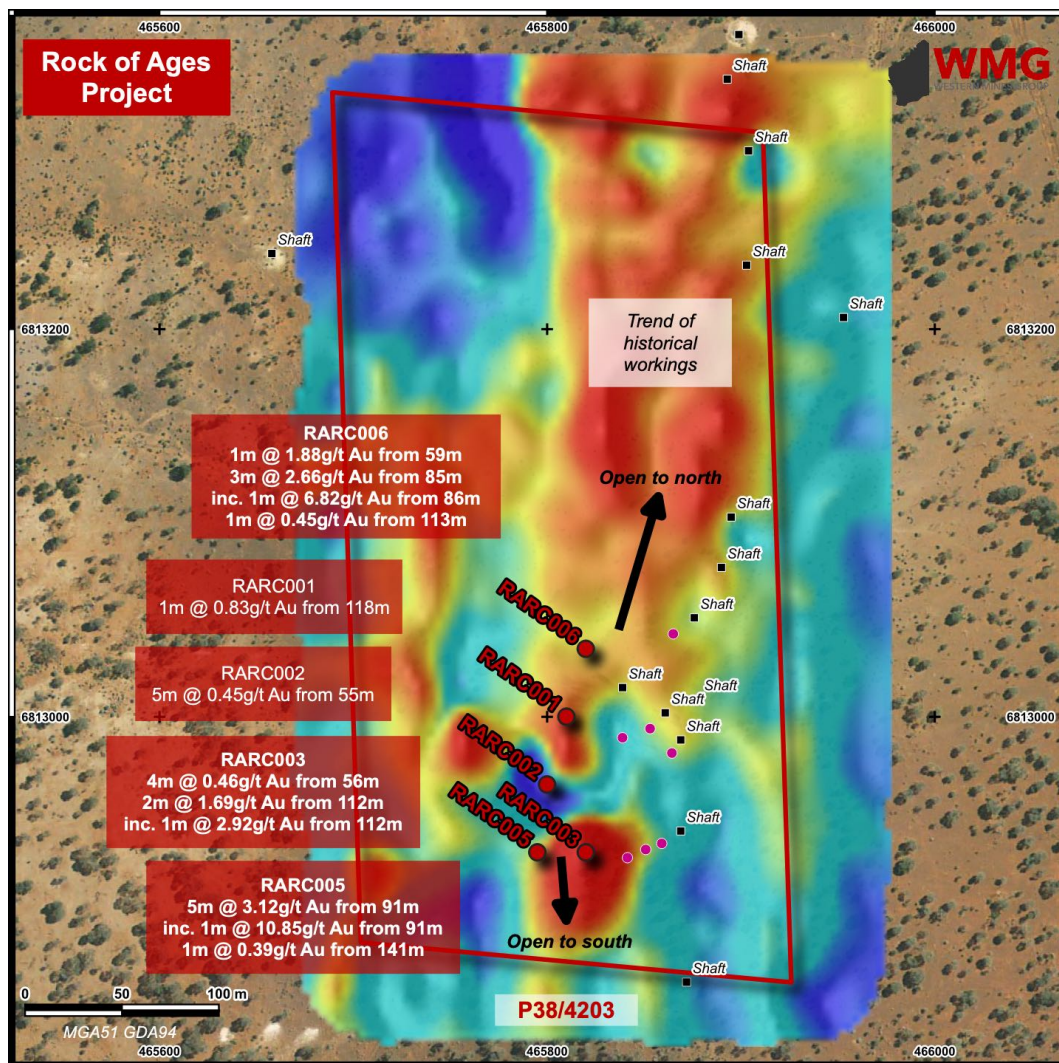 465600
465800
466000
Rock of Ages
Project
WMG
WESTERN MINES GROUP
Shaft
Shaft
Shaft
Shaft
Shaft
6813200
6813200
Trend of
historical
workings
RARC006
1m @ 1.88g/t Au from 59m
3m @ 2.66g/t Au from 85m
inc. 1m @ 6.82g/t Au from 86m
1m @ 0.45g/t Au from 113m
Open to north
Shaft
Shaft
RARC001
1m @ 0.83g/t Au from 118m
Shaft
RARC006
RARC002
5m @ 0.45g/t Au from 55m
RARC001
Shaft
Shaft
Shaft
6813000
6813000
RARC002
RARC003
4m @ 0.46g/t Au from 56m
2m @ 1.69g/t Au from 112m
inc. 1m @ 2.92g/t Au from 112m
RARC003
RARC005
Shaft
RARC005
5m @ 3.12g/t Au from 91m
inc. 1m @ 10.85g/t Au from 91m
1m @ 0.39g/t Au from 141m
Open to south
Shaft
0 50 100 m
MGA51 GDA94
P38/4203
465600
465800
466000